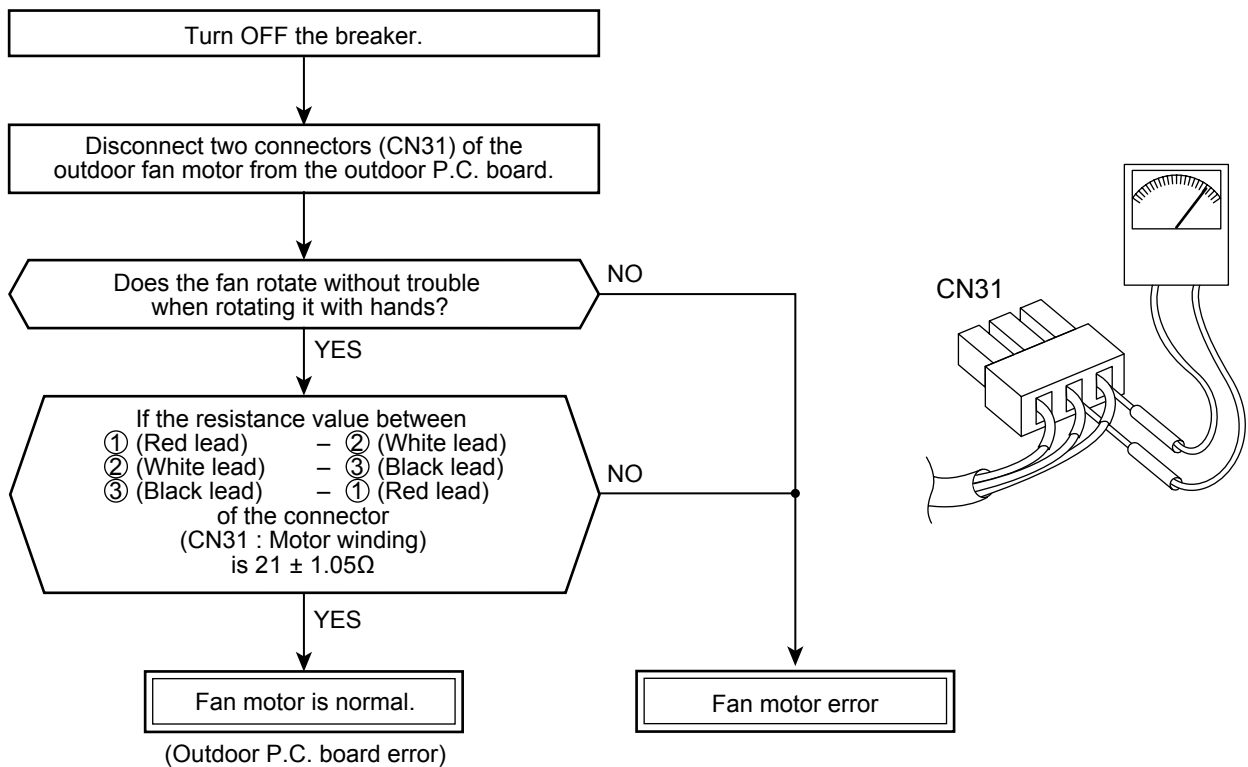 Turn OFF the breaker.
Disconnect two connectors (CN31) of the
outdoor fan motor from the outdoor P.C. board.
Does the fan rotate without trouble
when rotating it with hands?
NO
YES
If the resistance value between
① (Red lead) – ② (White lead)
② (White lead) – ③ (Black lead)
③ (Black lead) – ① (Red lead)
of the connector
(CN31 : Motor winding)
is 21 ± 1.05Ω
NO
YES
Fan motor is normal.
(Outdoor P.C. board error)
Fan motor error
CN31